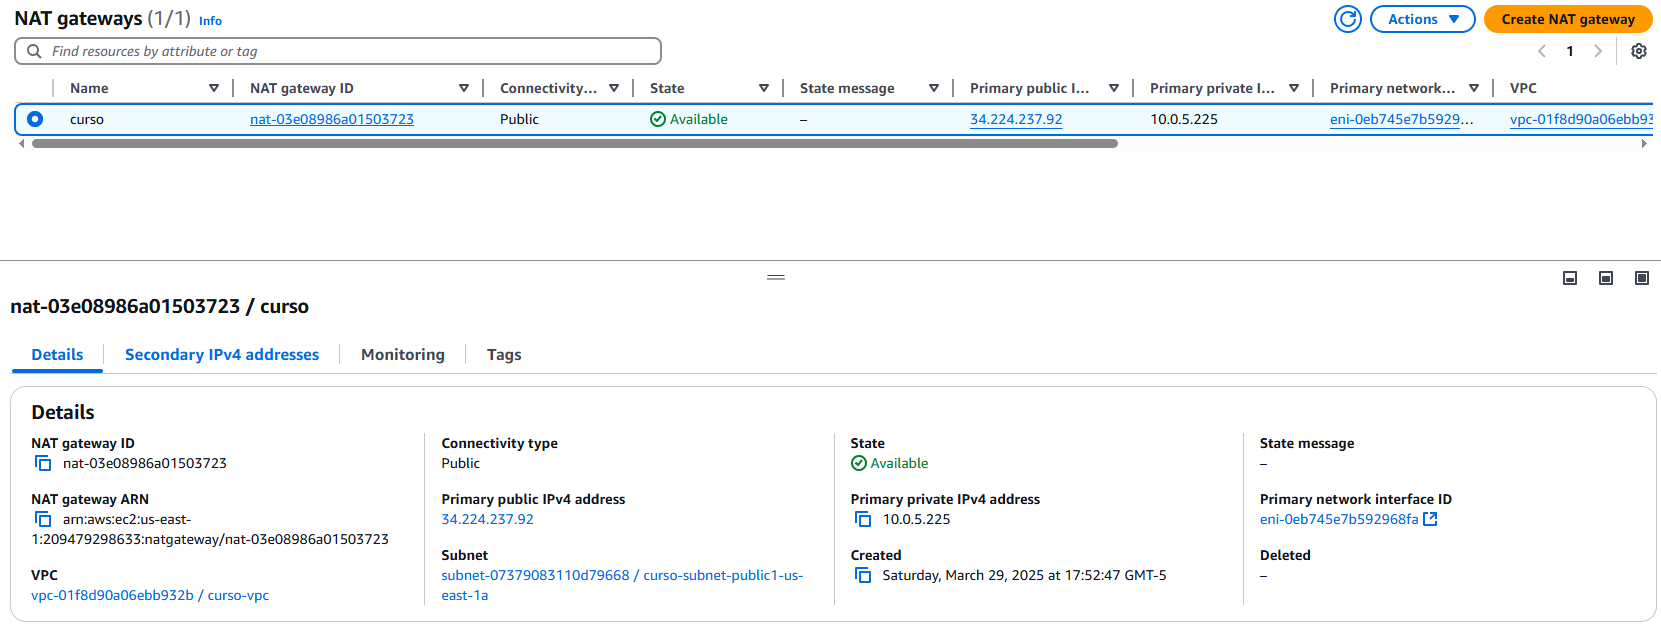 NAT gateways (1/1) Info
Actions
Create NAT gateway
Find resources by attribute or tag
1
Name NAT gateway ID Connectivity... State State message Primary public I... Primary private I... Primary network... VPC
curso nat-03e08986a01503723 Public Available – 34.224.237.92 10.0.5.225 eni-0eb745e7b5929... vpc-01f8d90a06ebb93
nat-03e08986a01503723 / curso
Details Secondary IPv4 addresses Monitoring Tags
Details
NAT gateway ID
nat-03e08986a01503723
NAT gateway ARN
arn:aws:ec2:us-east-
1:209479298633:natgateway/nat-03e08986a01503723
VPC
vpc-01f8d90a06ebb932b / curso-vpc
Connectivity type
Public
Primary public IPv4 address
34.224.237.92
Subnet
subnet-07379083110d79668 / curso-subnet-public1-us-
east-1a
State
Available
Primary private IPv4 address
10.0.5.225
Created
Saturday, March 29, 2025 at 17:52:47 GMT-5
State message
–
Primary network interface ID
eni-0eb745e7b592968fa
Deleted
–